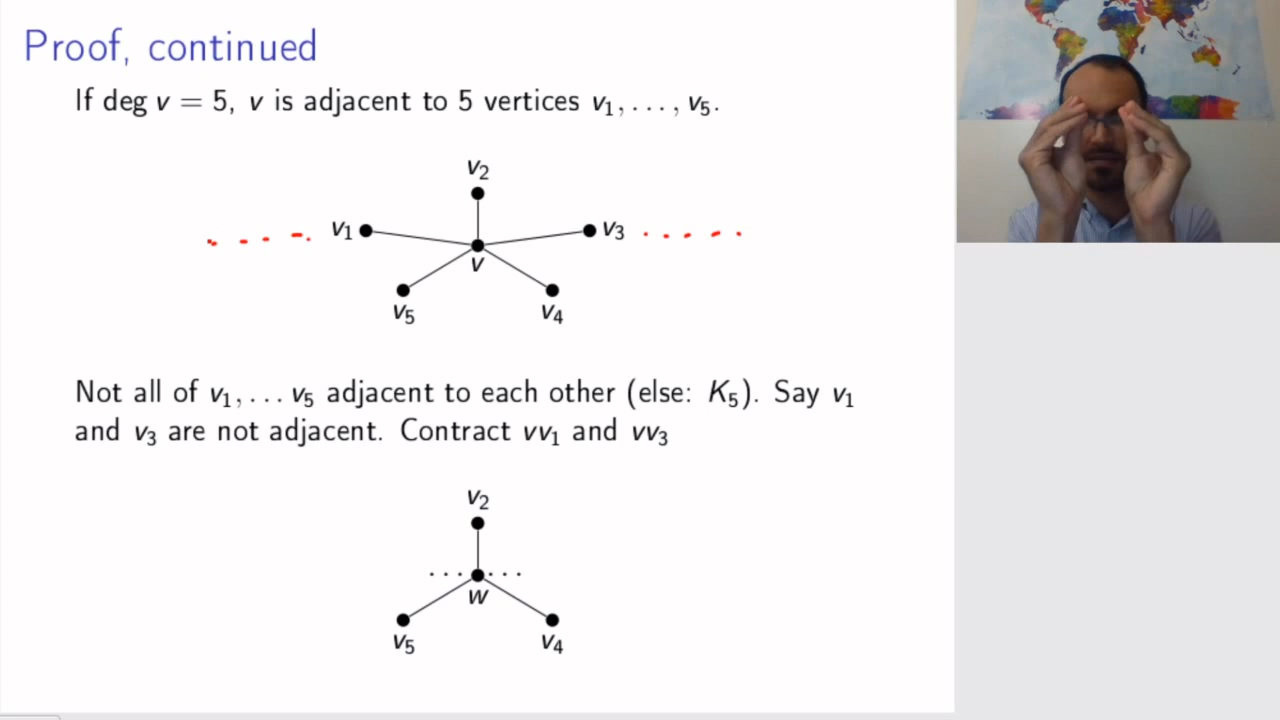 Proof, continued
If deg v = 5, v is adjacent to 5 vertices v₁, . . . , v₅.
v₂
v₁ v₃
v
v₅ v₄
Not all of v₁, . . . v₅ adjacent to each other (else: K₅). Say v₁
and v₃ are not adjacent. Contract vv₁ and vv₃
v₂
. . . . . .
w
v₅ v₄